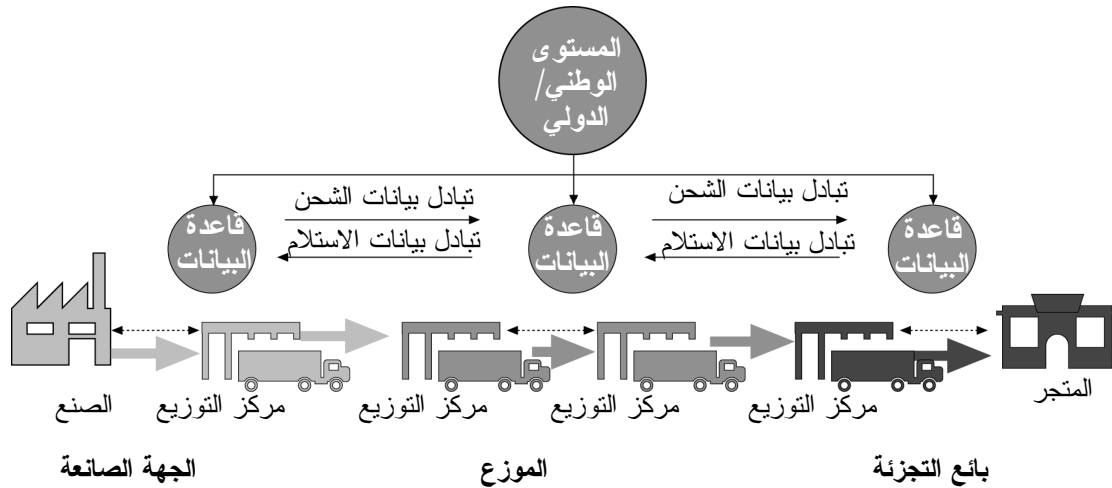 المستوى
الوطني/
الدولي
تبادل بيانات الشحن
تبادل بيانات الشحن
تبادل بيانات الاستلام
تبادل بيانات الاستلام
قاعدة
البيانات
قاعدة
البيانات
قاعدة
البيانات
الصنع
مركز التوزيع
مركز التوزيع
مركز التوزيع
مركز التوزيع
المتجر
الجهة الصانعة
الموزع
بائع التجزئة